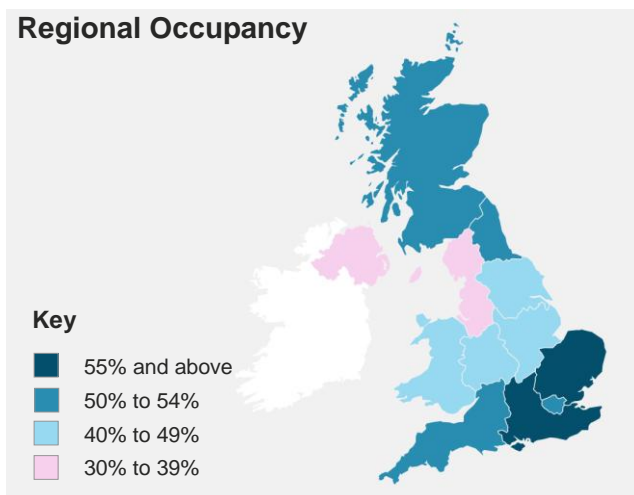 Regional Occupancy
Key
55% and above
50% to 54%
40% to 49%
30% to 39%